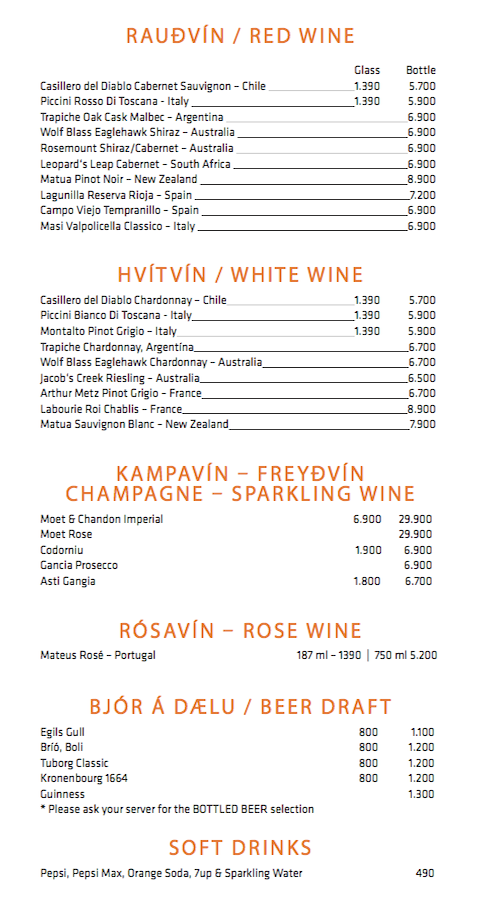 RAUÐVÍN / RED WINE
Glass Bottle
Casillero del Diablo Cabernet Sauvignon - Chile 1.390 5.700
Piccini Rosso Di Toscana - Italy 1.390 5.900
Trapiche Oak Cask Malbec - Argentina 6.900
Wolf Blass Eaglehawk Shiraz - Australia 6.900
Rosemount Shiraz/Cabernet - Australia 6.900
Leopard's Leap Cabernet - South Africa 6.900
Matua Pinot Noir - New Zealand 8.900
Lagunilla Reserva Rioja - Spain 7.200
Campo Viejo Tempranillo - Spain 6.900
Masi Valpolicella Classico - Italy 6.900
HVÍTVÍN / WHITE WINE
Casillero del Diablo Chardonnay - Chile 1.390 5.700
Piccini Bianco Di Toscana - Italy 1.390 5.900
Montalto Pinot Grigio - Italy 1.390 5.900
Trapiche Chardonnay, Argentína 6.700
Wolf Blass Eaglehawk Chardonnay - Australia 6.700
Jacob's Creek Riesling - Australia 6.500
Arthur Metz Pinot Grigio - France 6.700
Labourie Roi Chablis - France 8.900
Matua Sauvignon Blanc - New Zealand 7.900
KAMPAVÍN – FREYÐVÍN
CHAMPAGNE – SPARKLING WINE
Moet & Chandon Imperial 6.900 29.900
Moet Rose 29.900
Codorniu 1.900 6.900
Gancia Prosecco 6.900
Asti Gangia 1.800 6.700
RÓSAVÍN – ROSE WINE
Mateus Rosé - Portugal 187 ml - 1390 | 750 ml 5.200
BJÓR Á DÆLU / BEER DRAFT
Egils Gull 800 1.100
Bríó, Boli 800 1.200
Tuborg Classic 800 1.200
Kronenbourg 1664 800 1.200
Guinness 1.300
* Please ask your server for the BOTTLED BEER selection
SOFT DRINKS
Pepsi, Pepsi Max, Orange Soda, 7up & Sparkling Water 490